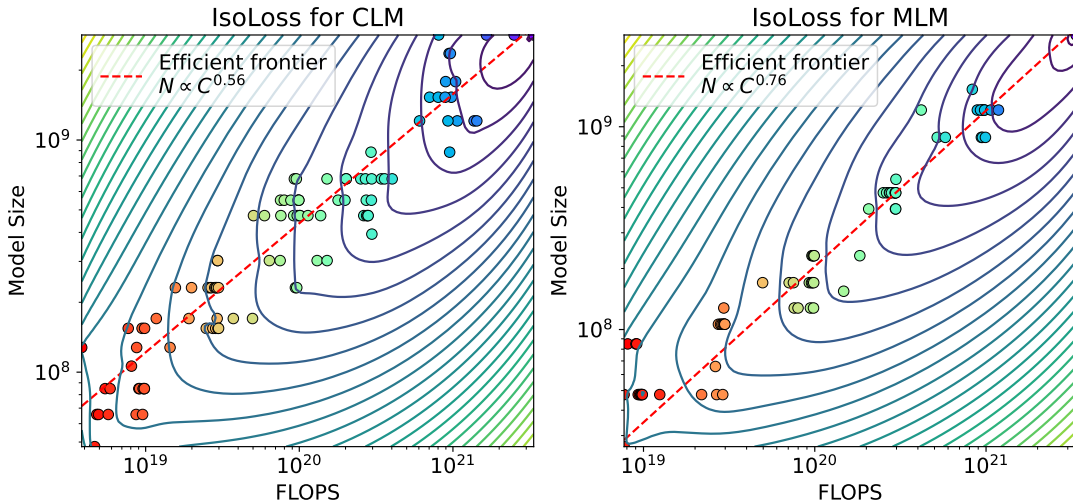 IsoLoss for CLM
Efficient frontier
N ∝ C^0.56
10^9
10^8
Model Size
10^19
10^20
10^21
FLOPS
IsoLoss for MLM
Efficient frontier
N ∝ C^0.76
10^9
10^8
Model Size
10^19
10^20
10^21
FLOPS